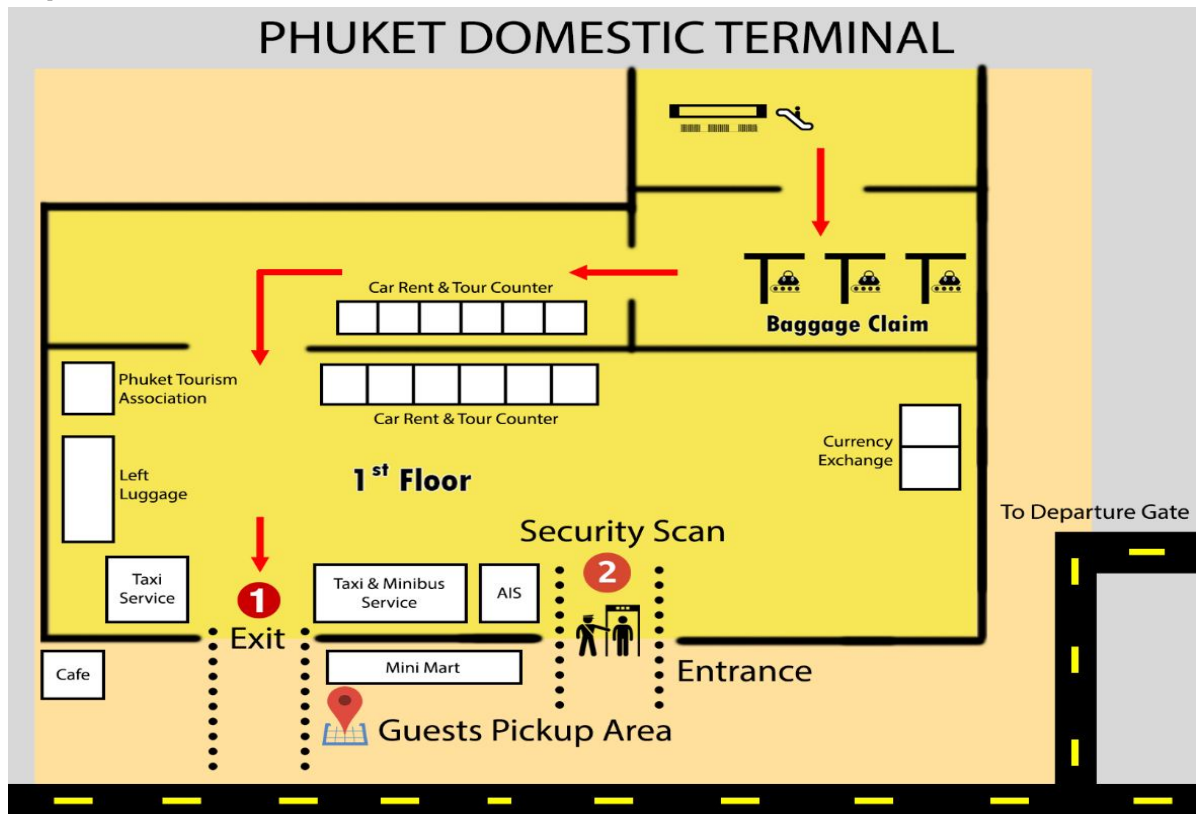 PHUKET DOMESTIC TERMINAL
Car Rent & Tour Counter
Baggage Claim
Phuket Tourism
Association
Car Rent & Tour Counter
Currency
Exchange
Left
Luggage
1st Floor
To Departure Gate
Security Scan
2
Taxi
Service
1
Exit
Taxi & Minibus
Service
AIS
Cafe
Mini Mart
Entrance
Guests Pickup Area